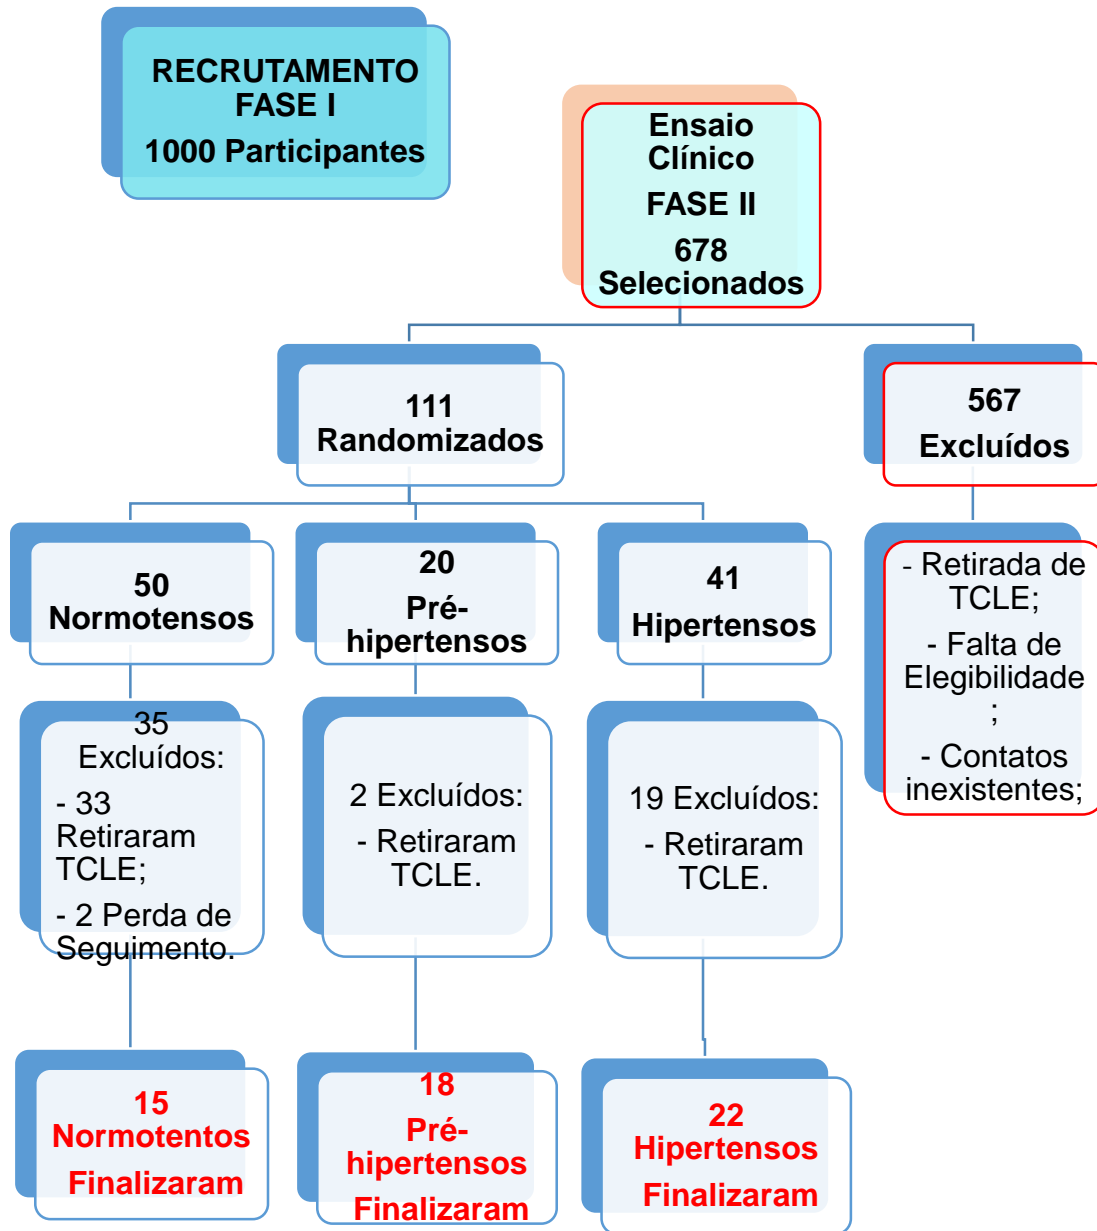 RECRUTAMENTO
FASE I
1000 Participantes
Ensaio
Clínico
FASE II
678
Selecionados
111
Randomizados
567
Excluídos
50
Normotensos
20
Pré-
hipertensos
41
Hipertensos
- Retirada de
TCLE;
- Falta de
Elegibilidade
;
- Contatos
inexistentes;
35
Excluídos:
- 33
Retiraram
TCLE;
- 2 Perda de
Seguimento.
2 Excluídos:
- Retiraram
TCLE.
19 Excluídos:
- Retiraram
TCLE.
15
Normotentos
Finalizaram
18
Pré-
hipertensos
Finalizaram
22
Hipertensos
Finalizaram